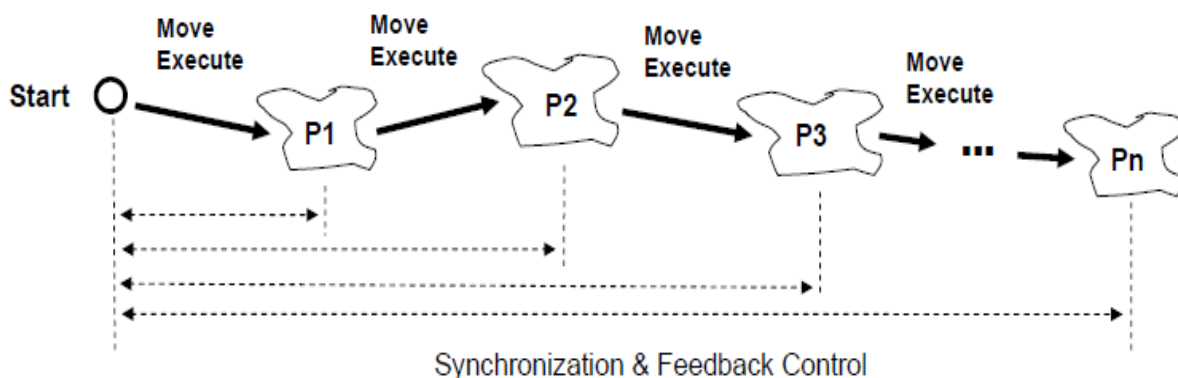 Move
Execute
Move
Execute
Move
Execute
Move
Execute
Start
P1
P2
P3
...
Pn
Synchronization & Feedback Control